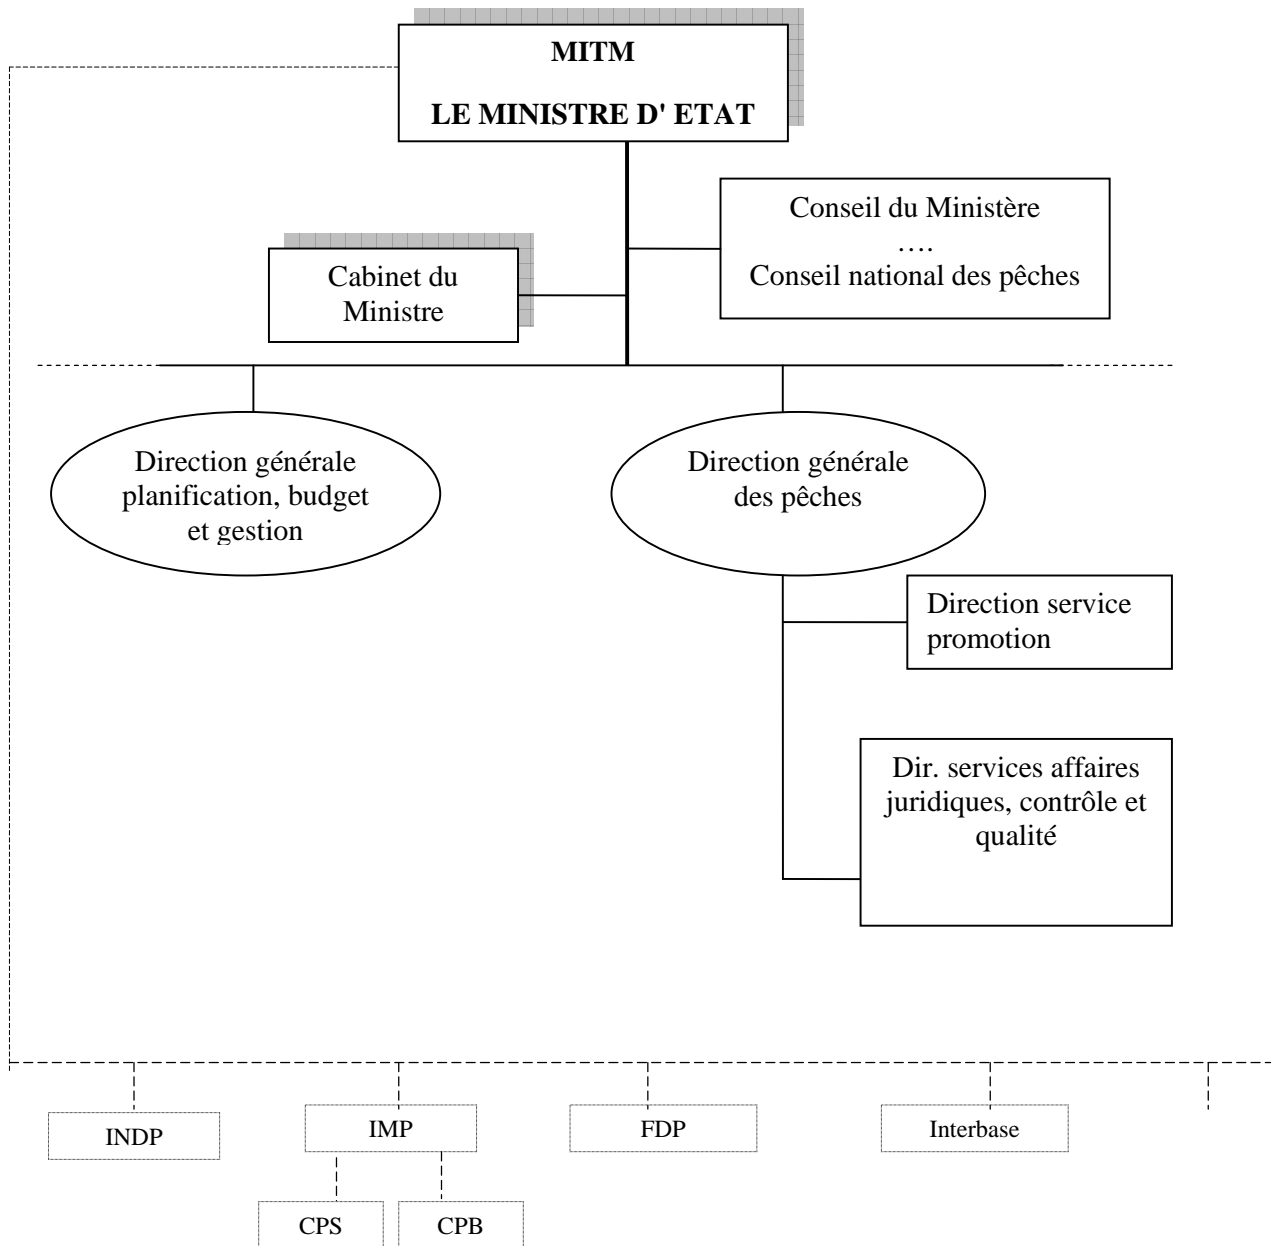 MITM
LE MINISTRE D' ETAT
Conseil du Ministère
….
Conseil national des pêches
Cabinet du
Ministre
Direction générale
planification, budget
et gestion
Direction générale
des pêches
Direction service
promotion
Dir. services affaires
juridiques, contrôle et
qualité
INDP
IMP
FDP
Interbase
CPS
CPB